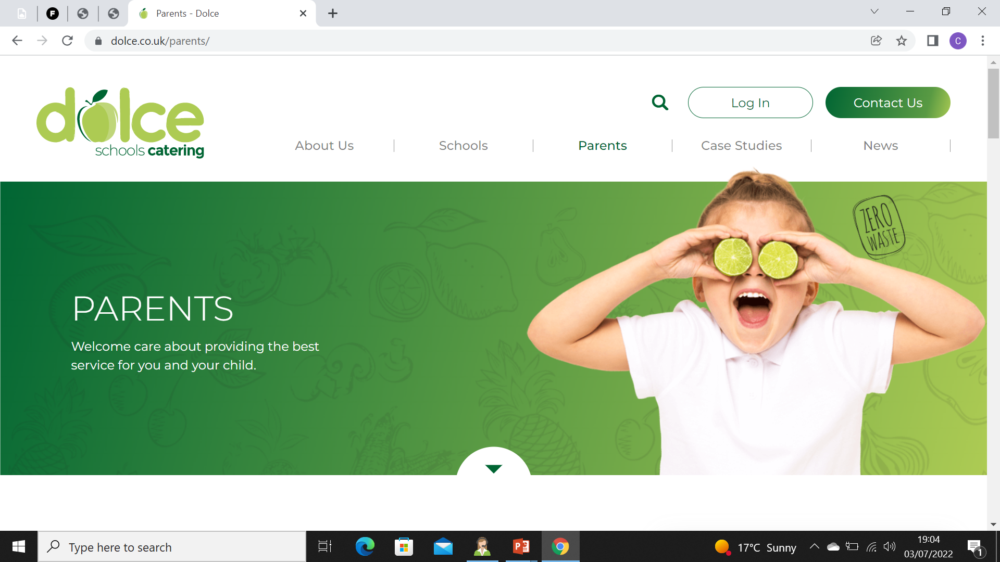 F
Parents - Dolce
dolce.co.uk/parents/
C
dolce
schools catering
Log In
Contact Us
About Us
Schools
Parents
Case Studies
News
ZERO
WASTE
PARENTS
Welcome care about providing the best
service for you and your child.
Type here to search
P
17°C Sunny
19:04
03/07/2022
1